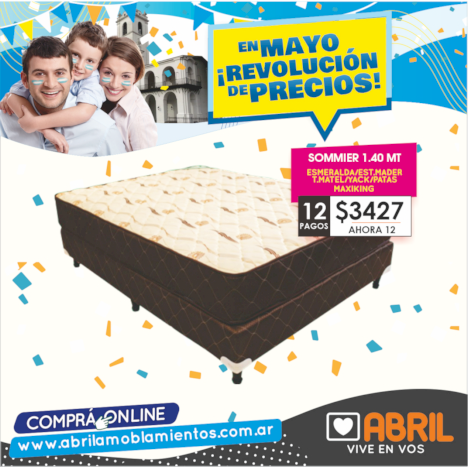 EN MAYO
¡REVOLUCIÓN
DE PRECIOS!
SOMMIER 1.40 MT
ESMERALDA/EST.MADER
T.MATEL/YACK/PATAS
MAXIKING
12
PAGOS
$3427
AHORA 12
COMPRÁ ONLINE
www.abrilamoblamientos.com.ar
ABRIL
VIVE EN VOS